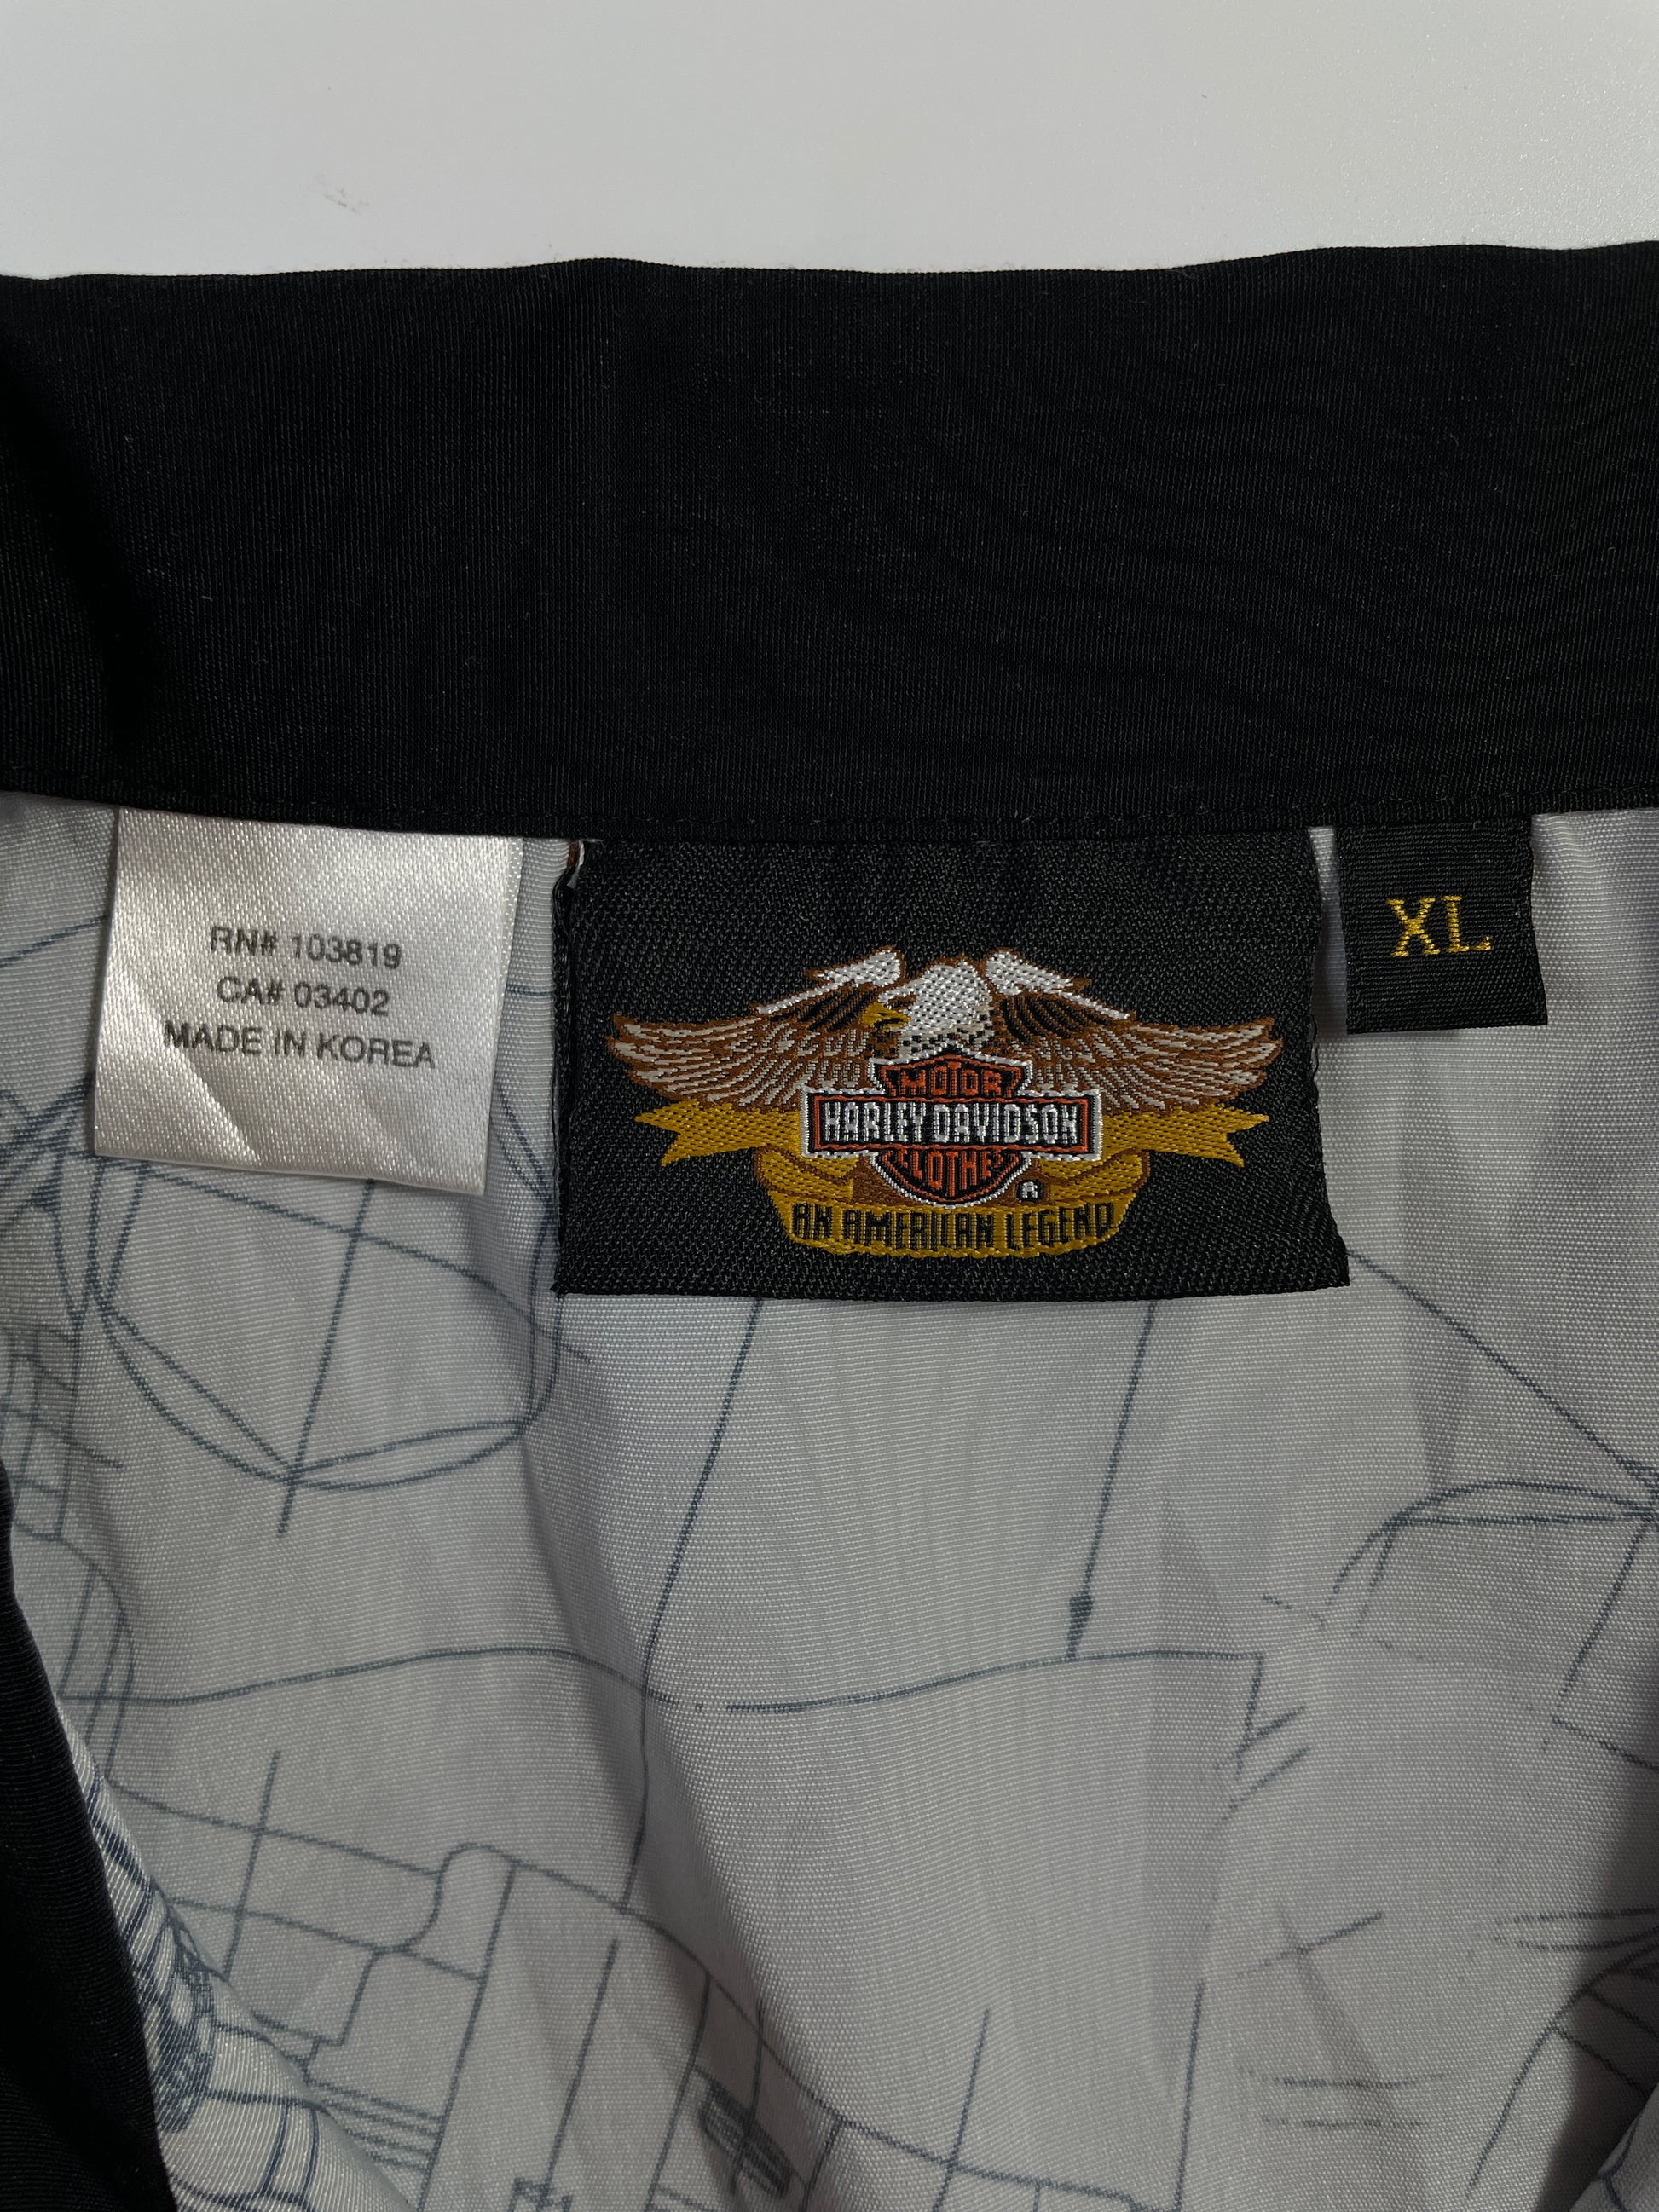 RN# 103819
CA# 03402
MADE IN KOREA
MOTOR
HARLEY-DAVIDSON
CLOTHES
®
AN AMERICAN LEGEND
XL